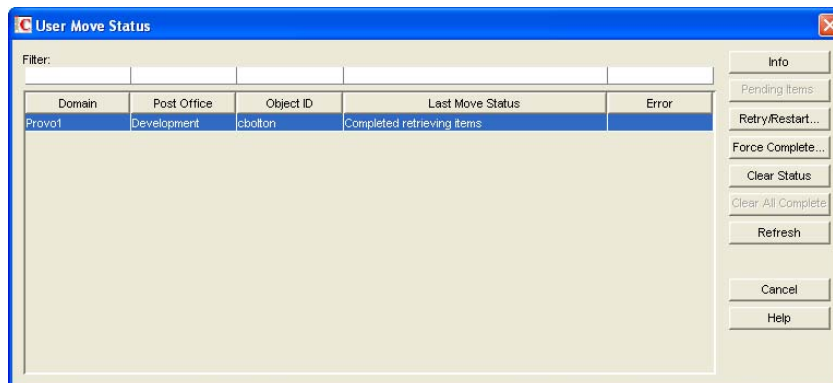 User Move Status
Filter:
Info
Pending Items
Domain Post Office Object ID Last Move Status Error
Provo1 Development cbolton Completed retrieving items
Retry/Restart...
Force Complete...
Clear Status
Clear All Complete
Refresh
Cancel
Help